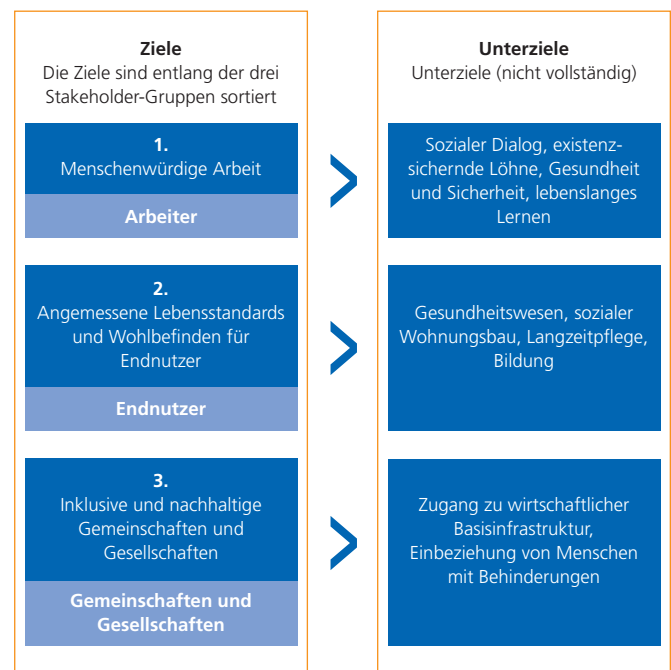 Ziele
Die Ziele sind entlang der drei
Stakeholder-Gruppen sortiert
1.
Menschenwürdige Arbeit
Arbeiter
2.
Angemessene Lebensstandards
und Wohlbefinden für
Endnutzer
Endnutzer
3.
Inklusive und nachhaltige
Gemeinschaften und
Gesellschaften
Gemeinschaften und
Gesellschaften
Unterziele
Unterziele (nicht vollständig)
Sozialer Dialog, existenz-
sichernde Löhne, Gesundheit
und Sicherheit, lebenslanges
Lernen
Gesundheitswesen, sozialer
Wohnungsbau, Langzeitpflege,
Bildung
Zugang zu wirtschaftlicher
Basisinfrastruktur,
Einbeziehung von Menschen
mit Behinderungen